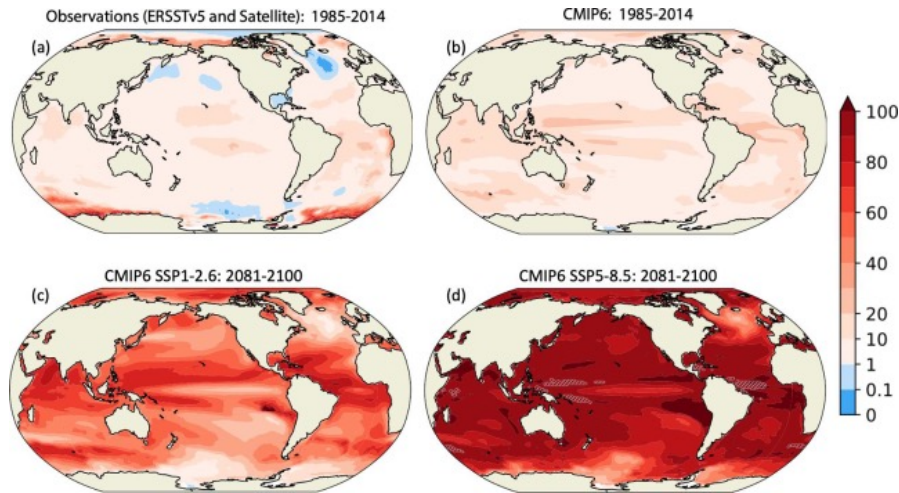 Observations (ERSSTv5 and Satellite): 1985-2014
CMIP6: 1985-2014
(a)
(b)
CMIP6 SSP1-2.6: 2081-2100
CMIP6 SSP5-8.5: 2081-2100
(c)
(d)
100
80
60
40
20
10
1
0.1
0